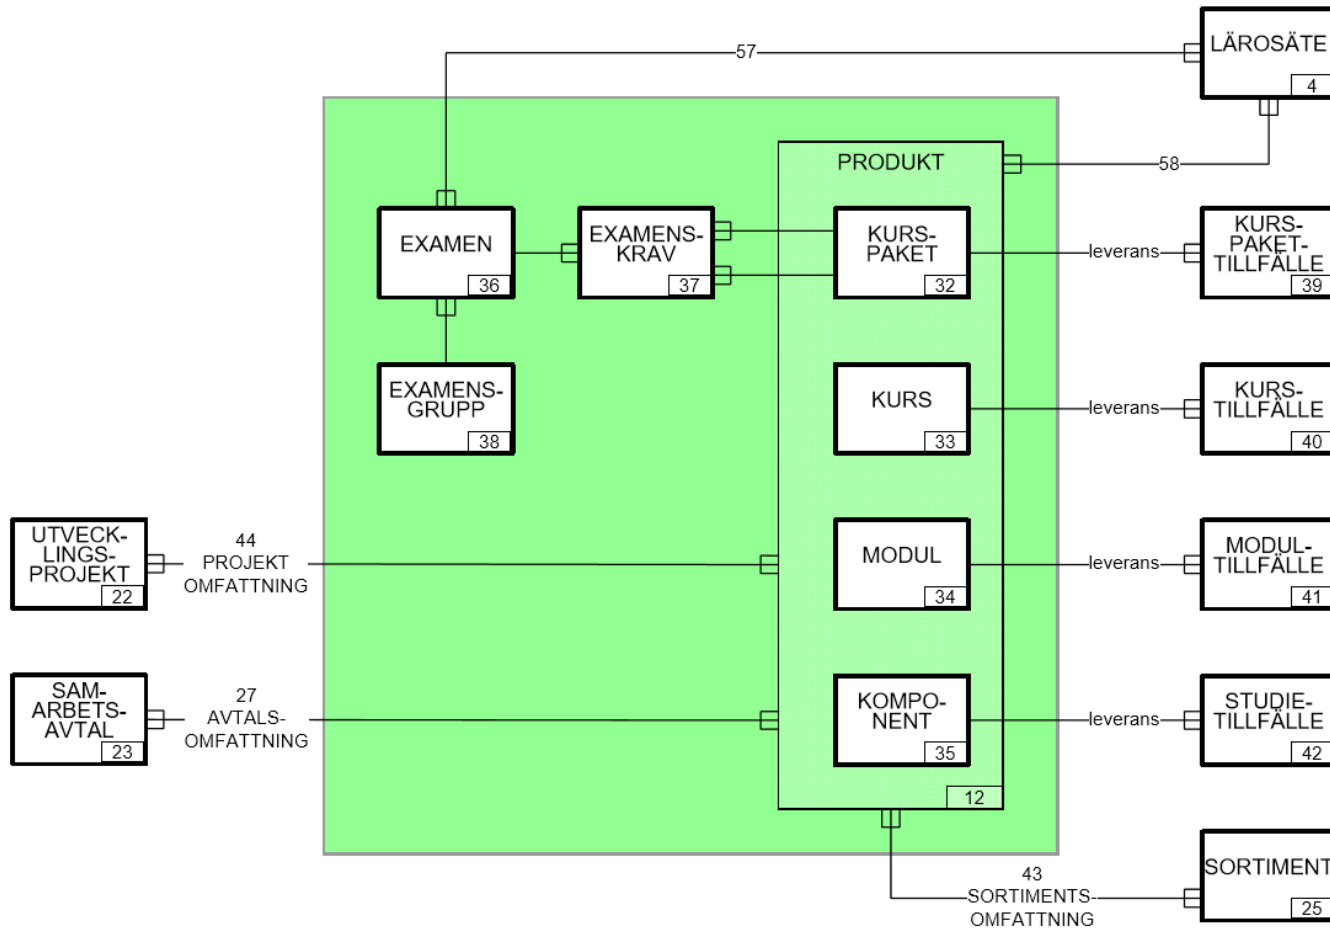 57
LÄROSÄTE
4
PRODUKT
58
EXAMEN
36
EXAMENS-
KRAV
37
KURS-
PAKET
32
leverans
KURS-
PAKET-
TILLFÄLLE
39
EXAMENS-
GRUPP
38
KURS
33
leverans
KURS-
TILLFÄLLE
40
UTVECK-
LINGS-
PROJEKT
22
44
PROJEKT
OMFATTNING
MODUL
34
leverans
MODUL-
TILLFÄLLE
41
SAM-
ARBETS-
AVTAL
23
27
AVTALS-
OMFATTNING
KOMPO-
NENT
35
leverans
STUDIE-
TILLFÄLLE
42
12
43
SORTIMENTS-
OMFATTNING
SORTIMENT
25